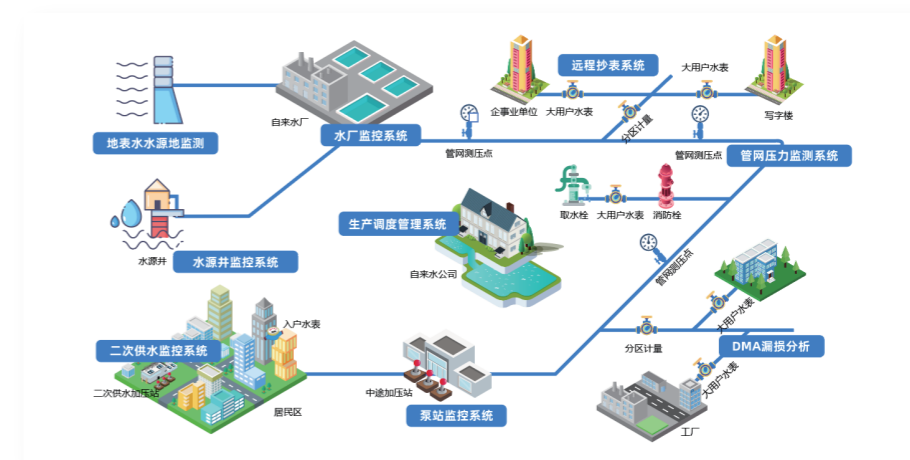 远程抄表系统
大用户水表
企事业单位
大用户水表
写字楼
自来水厂
水厂监控系统
分区计量
地表水水源地监测
管网测压点
管网测压点
管网压力监测系统
取水栓
大用户水表
消防栓
生产调度管理系统
水源井
水源井监控系统
自来水公司
管网测压点
入户水表
大用户水表
二次供水监控系统
分区计量
DMA漏损分析
二次供水加压站
中途加压站
大用户水表
居民区
泵站监控系统
工厂